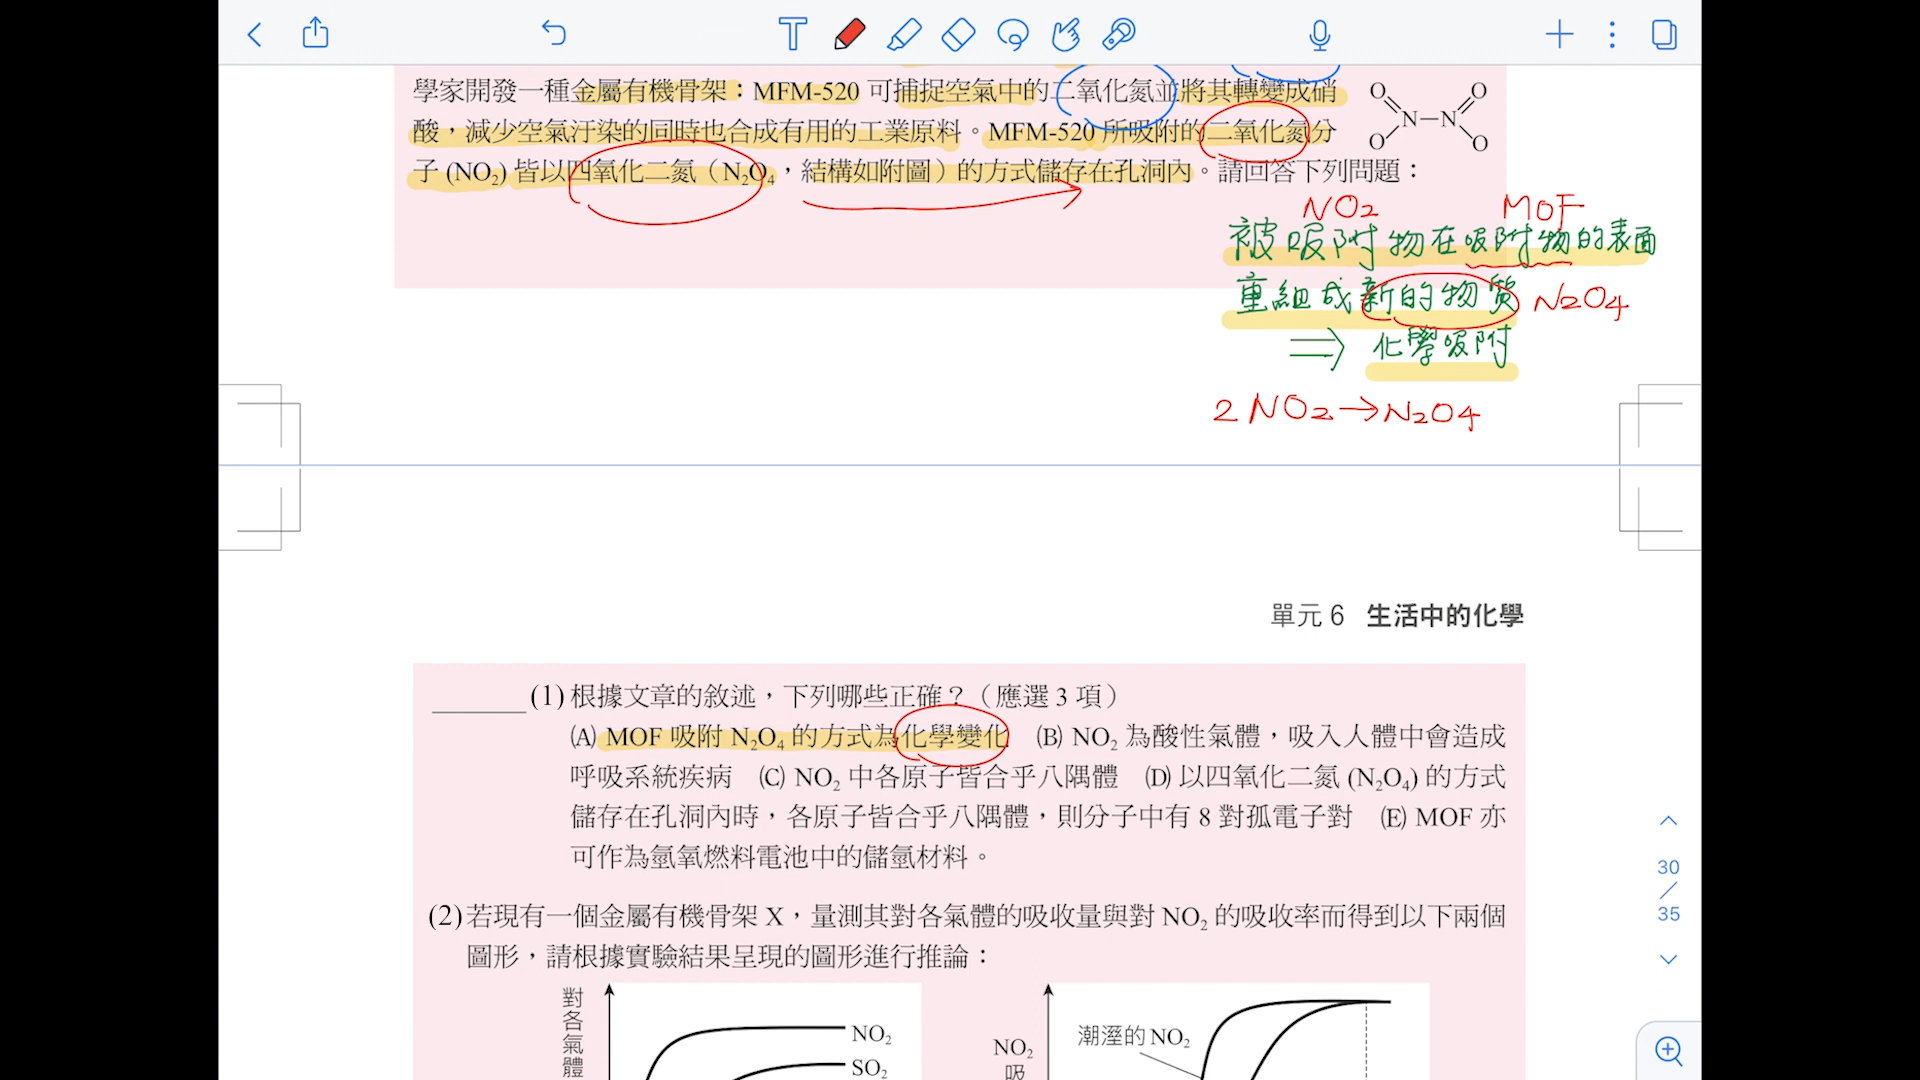 學家開發一種金屬有機骨架：MFM-520 可捕捉空氣中的二氧化氮並將其轉變成硝
酸，減少空氣汙染的同時也合成有用的工業原料。MFM-520 所吸附的二氧化氮分
子 (NO₂) 皆以四氧化二氮（N₂O₄，結構如附圖）的方式儲存在孔洞內。請回答下列問題：
O O
N N
O O
NO₂ MOF
被吸附物在吸附物的表面
重組成新的物質 N₂O₄
⇒ 化學吸附
2 NO₂ → N₂O₄
單元 6 生活中的化學
(1) 根據文章的敘述，下列哪些正確？（應選 3 項）
(A) MOF 吸附 N₂O₄ 的方式為化學變化 (B) NO₂ 為酸性氣體，吸入人體中會造成
呼吸系統疾病 (C) NO₂ 中各原子皆合乎八隅體 (D) 以四氧化二氮 (N₂O₄) 的方式
儲存在孔洞內時，各原子皆合乎八隅體，則分子中有 8 對孤電子對 (E) MOF 亦
可作為氫氧燃料電池中的儲氫材料。
(2) 若現有一個金屬有機骨架 X，量測其對各氣體的吸收量與對 NO₂ 的吸收率而得到以下兩個
圖形，請根據實驗結果呈現的圖形進行推論：
對各氣體
NO₂
SO₂
NO₂吸
潮溼的 NO₂
30
/
35